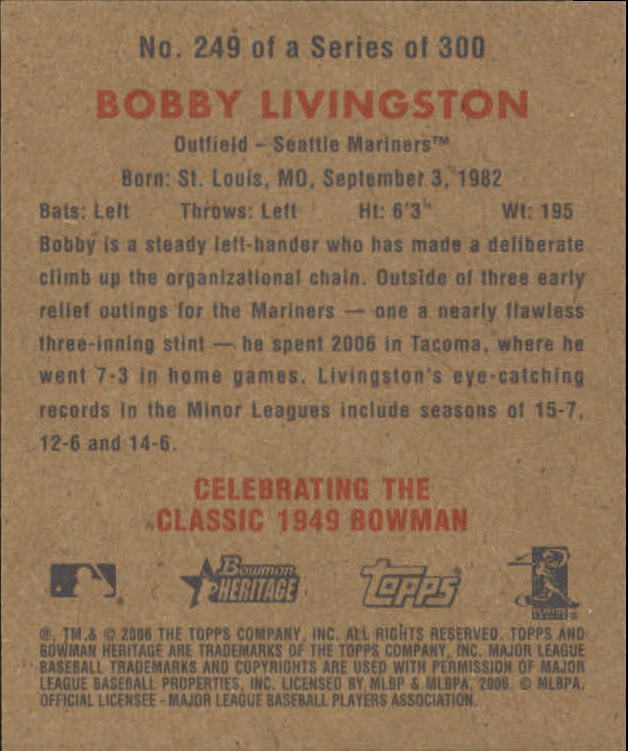 No. 249 of a Series of 300
BOBBY LIVINGSTON
Outfield – Seattle Mariners™
Born: St. Louis, MO, September 3, 1982
Bats: Left Throws: Left Ht: 6'3" Wt: 195
Bobby is a steady left-hander who has made a deliberate
climb up the organizational chain. Outside of three early
relief outings for the Mariners — one a nearly flawless
three-inning stint — he spent 2006 in Tacoma, where he
went 7-3 in home games. Livingston's eye-catching
records in the Minor Leagues include seasons of 15-7,
12-6 and 14-6.
CELEBRATING THE
CLASSIC 1949 BOWMAN
Bowman
HERITAGE
topps
PLAYERS
®, TM,& © 2006 THE TOPPS COMPANY, INC. ALL RIGHTS RESERVED. TOPPS AND
BOWMAN HERITAGE ARE TRADEMARKS OF THE TOPPS COMPANY, INC. MAJOR LEAGUE
BASEBALL TRADEMARKS AND COPYRIGHTS ARE USED WITH PERMISSION OF MAJOR
LEAGUE BASEBALL PROPERTIES, INC. LICENSED BY MLBP & MLBPA, 2006. © MLBPA,
OFFICIAL LICENSEE - MAJOR LEAGUE BASEBALL PLAYERS ASSOCIATION.